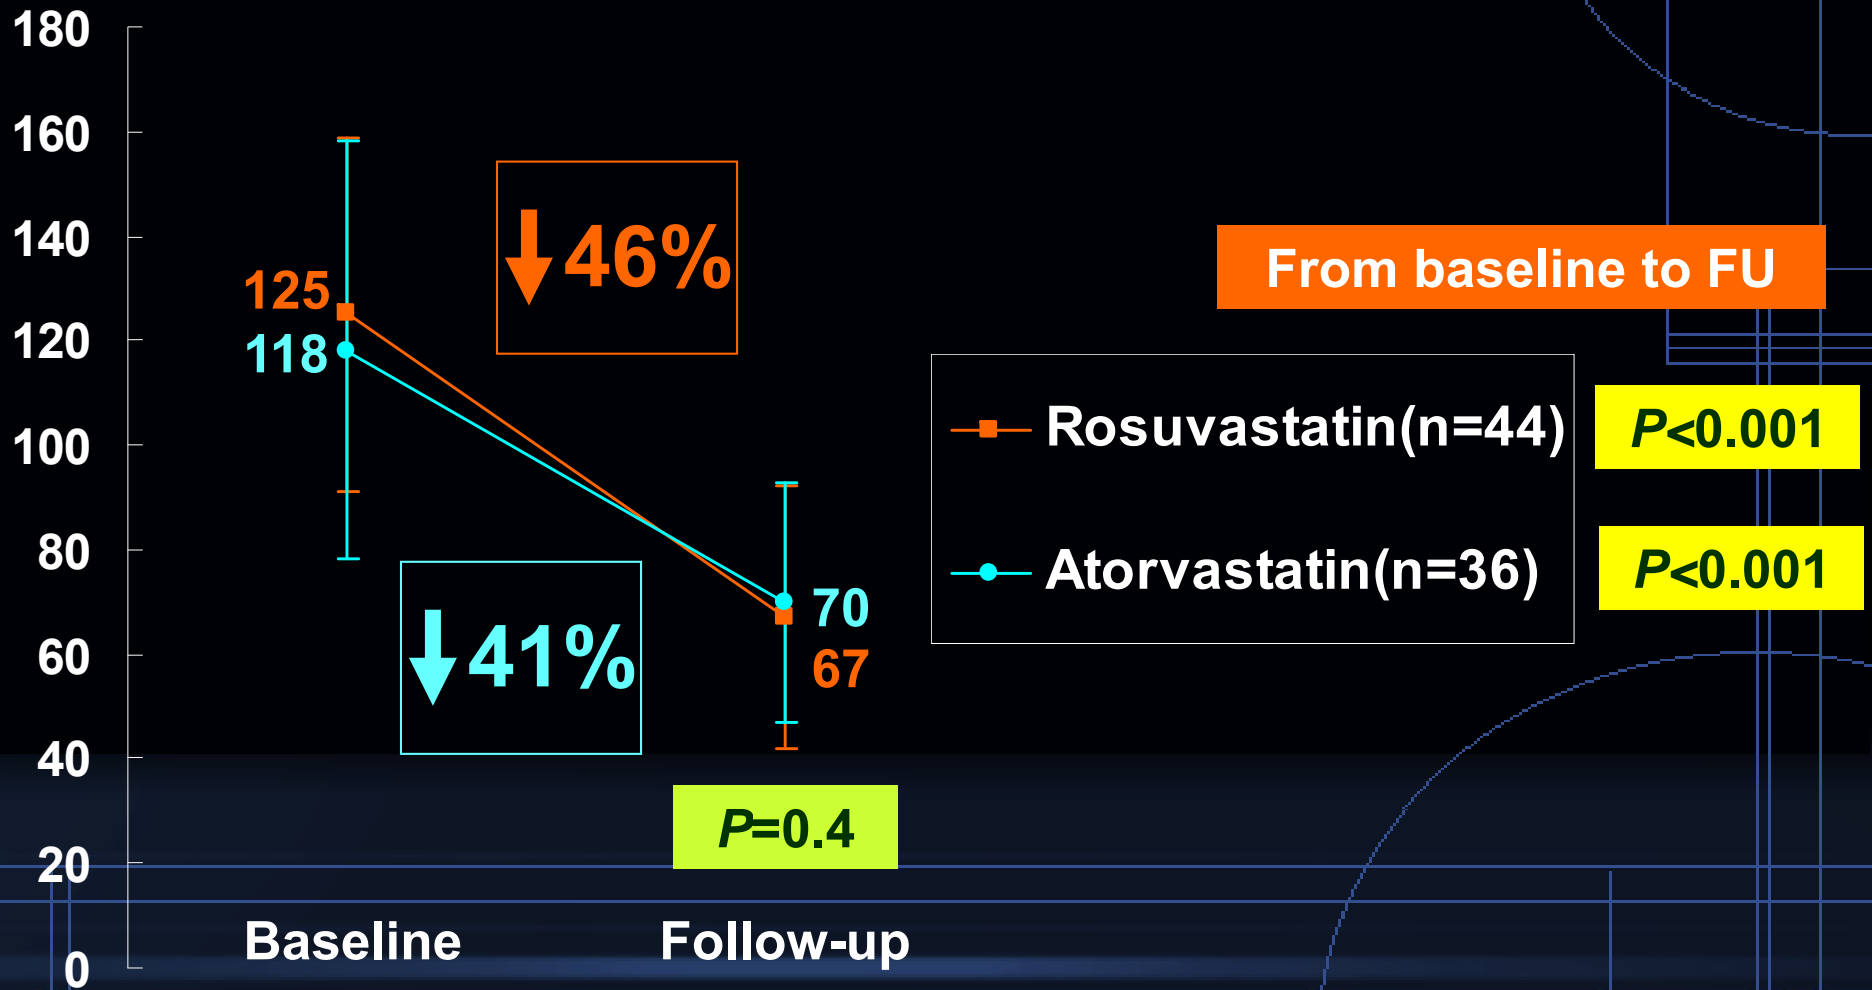 180
160
140
120
100
80
60
40
20
0
125
118
46%
41%
70
67
P=0.4
Baseline
Follow-up
From baseline to FU
Rosuvastatin(n=44)
P<0.001
Atorvastatin(n=36)
P<0.001